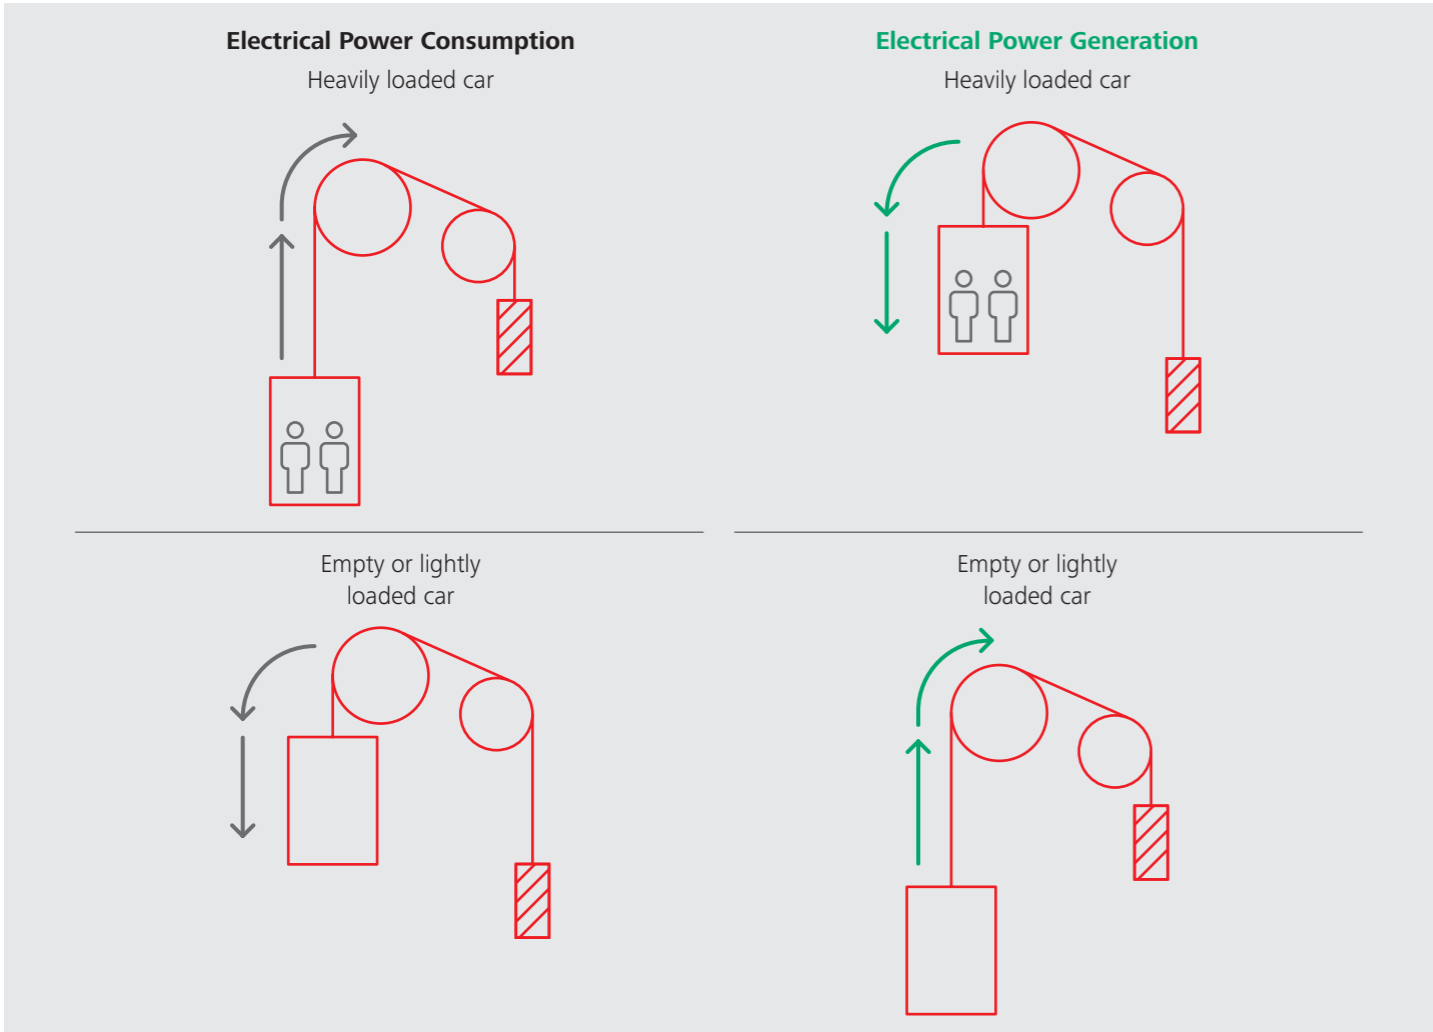 Electrical Power Consumption
Heavily loaded car
Electrical Power Generation
Heavily loaded car
Empty or lightly
loaded car
Empty or lightly
loaded car